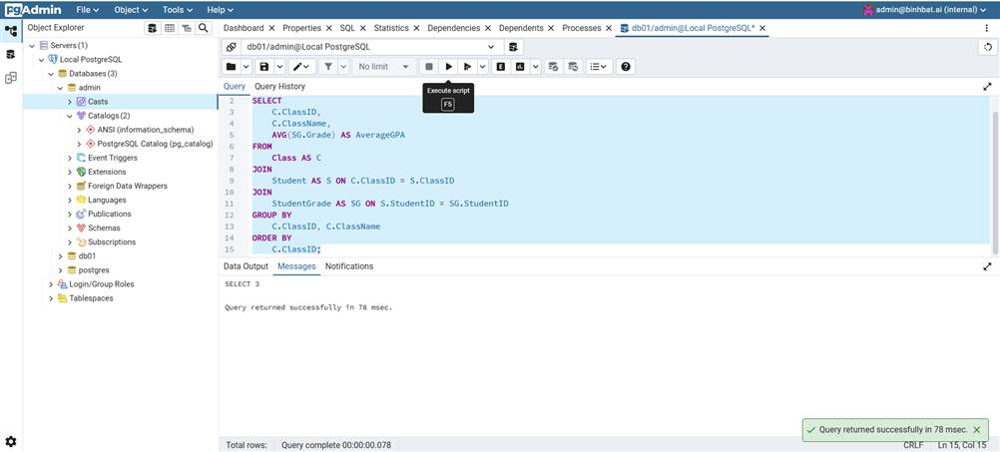 PgAdmin File Object Tools Help admin@binhbat.ai (internal)
Object Explorer
Dashboard Properties SQL Statistics Dependencies Dependents Processes db01/admin@Local PostgreSQL*
Servers (1)
Local PostgreSQL
Databases (3)
admin
Casts
Catalogs (2)
ANSI (information_schema)
PostgreSQL Catalog (pg_catalog)
Event Triggers
Extensions
Foreign Data Wrappers
Languages
Publications
Schemas
Subscriptions
db01
postgres
Login/Group Roles
Tablespaces
db01/admin@Local PostgreSQL
No limit
E
Execute script
F5
Query Query History
2 SELECT
3 C.ClassID,
4 C.ClassName,
5 AVG(SG.Grade) AS AverageGPA
6 FROM
7 Class AS C
8 JOIN
9 Student AS S ON C.ClassID = S.ClassID
10 JOIN
11 StudentGrade AS SG ON S.StudentID = SG.StudentID
12 GROUP BY
13 C.ClassID, C.ClassName
14 ORDER BY
15 C.ClassID;
Data Output Messages Notifications
SELECT 3
Query returned successfully in 78 msec.
Query returned successfully in 78 msec.
Total rows: Query complete 00:00:00.078 CRLF Ln 15, Col 15